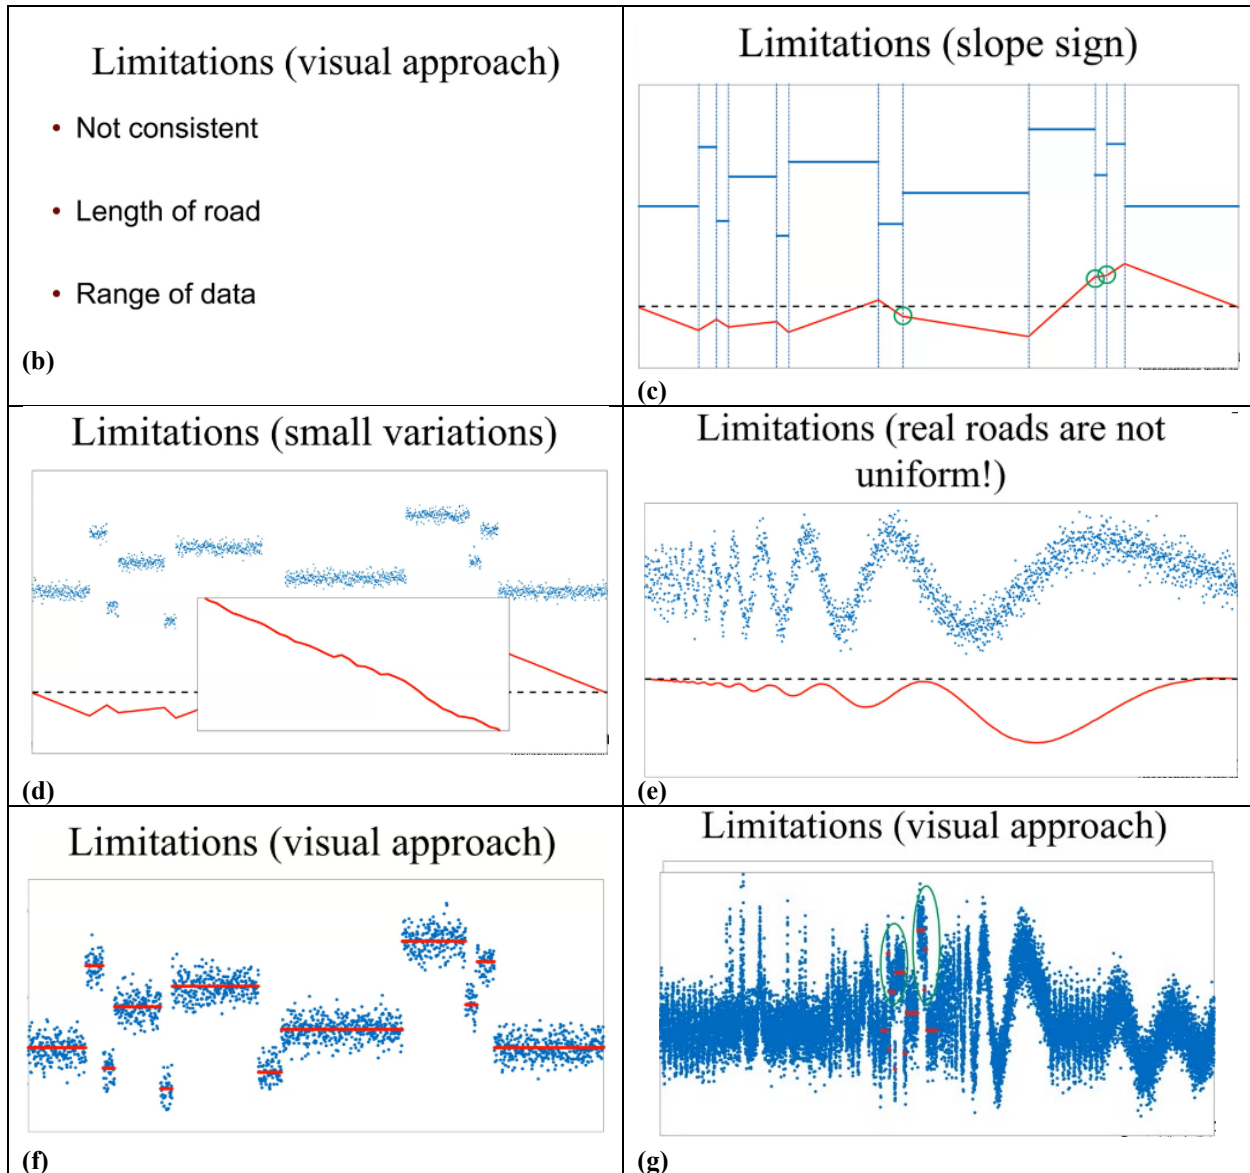 Limitations (visual approach)
• Not consistent
• Length of road
• Range of data
(b)
Limitations (slope sign)
(c)
Limitations (small variations)
(d)
Limitations (real roads are not
uniform!)
(e)
Limitations (visual approach)
(f)
Limitations (visual approach)
(g)